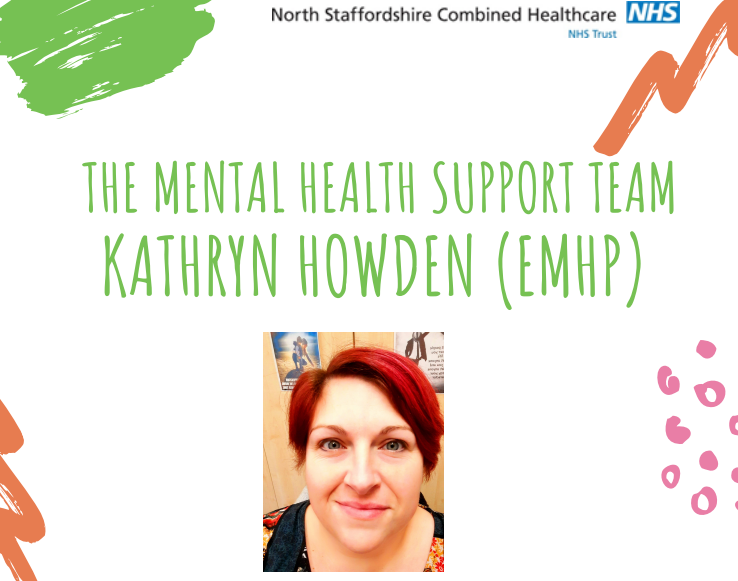 North Staffordshire Combined Healthcare NHS
NHS Trust
THE MENTAL HEALTH SUPPORT TEAM
KATHRYN HOWDEN (EMHP)